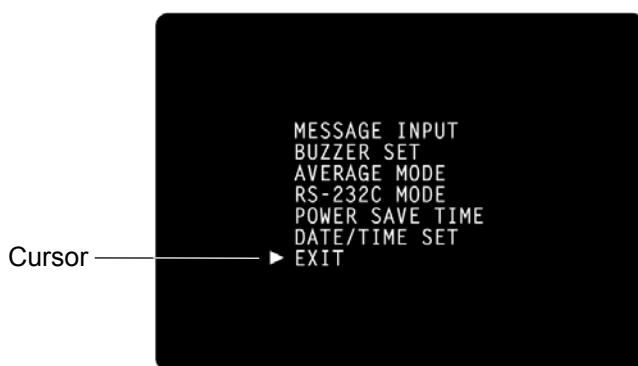 MESSAGE INPUT
BUZZER SET
AVERAGE MODE
RS-232C MODE
POWER SAVE TIME
DATE/TIME SET
Cursor
EXIT